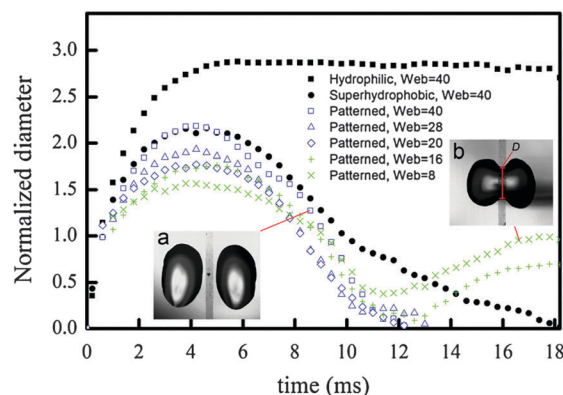 3.0
2.5
2.0
1.5
1.0
0.5
0.0
Normalized diameter
Hydrophilic, Web=40
Superhydrophobic, Web=40
Patterned, Web=40
Patterned, Web=28
Patterned, Web=20
Patterned, Web=16
Patterned, Web=8
a
b
D
0 2 4 6 8 10 12 14 16 18
time (ms)